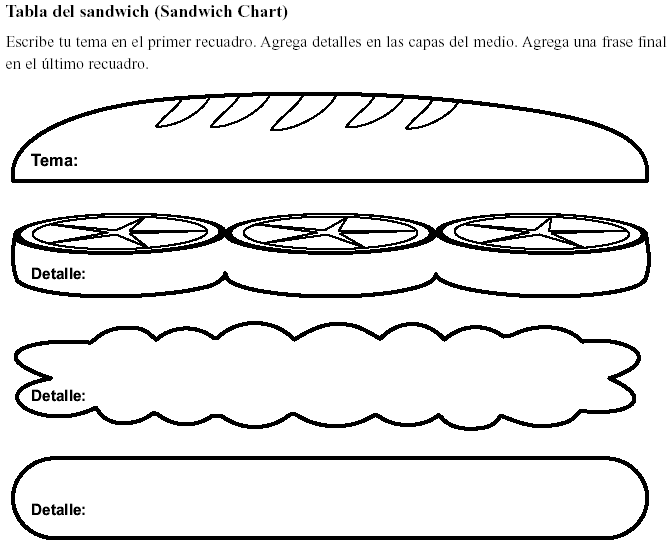 Tabla del sandwich (Sandwich Chart)
Escribe tu tema en el primer recuadro. Agrega detalles en las capas del medio. Agrega una frase final
en el último recuadro.
Tema:
Detalle:
Detalle:
Detalle: